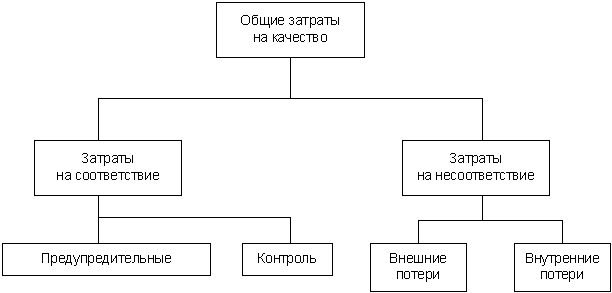 Общие затраты
на качество
Затраты
на соответствие
Затраты
на несоответствие
Предупредительные
Контроль
Внешние
потери
Внутренние
потери